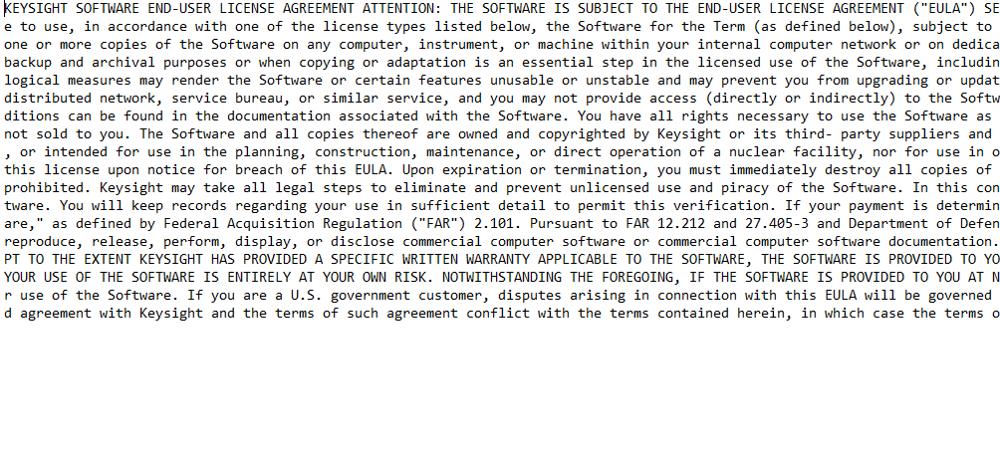 KEYSIGHT SOFTWARE END-USER LICENSE AGREEMENT ATTENTION: THE SOFTWARE IS SUBJECT TO THE END-USER LICENSE AGREEMENT ("EULA") SE
e to use, in accordance with one of the license types listed below, the Software for the Term (as defined below), subject to
one or more copies of the Software on any computer, instrument, or machine within your internal computer network or on dedica
backup and archival purposes or when copying or adaptation is an essential step in the licensed use of the Software, includin
logical measures may render the Software or certain features unusable or unstable and may prevent you from upgrading or updat
distributed network, service bureau, or similar service, and you may not provide access (directly or indirectly) to the Softw
ditions can be found in the documentation associated with the Software. You have all rights necessary to use the Software as
not sold to you. The Software and all copies thereof are owned and copyrighted by Keysight or its third- party suppliers and
, or intended for use in the planning, construction, maintenance, or direct operation of a nuclear facility, nor for use in o
this license upon notice for breach of this EULA. Upon expiration or termination, you must immediately destroy all copies of
prohibited. Keysight may take all legal steps to eliminate and prevent unlicensed use and piracy of the Software. In this con
tware. You will keep records regarding your use in sufficient detail to permit this verification. If your payment is determin
are," as defined by Federal Acquisition Regulation ("FAR") 2.101. Pursuant to FAR 12.212 and 27.405-3 and Department of Defen
reproduce, release, perform, display, or disclose commercial computer software or commercial computer software documentation.
PT TO THE EXTENT KEYSIGHT HAS PROVIDED A SPECIFIC WRITTEN WARRANTY APPLICABLE TO THE SOFTWARE, THE SOFTWARE IS PROVIDED TO YO
YOUR USE OF THE SOFTWARE IS ENTIRELY AT YOUR OWN RISK. NOTWITHSTANDING THE FOREGOING, IF THE SOFTWARE IS PROVIDED TO YOU AT N
r use of the Software. If you are a U.S. government customer, disputes arising in connection with this EULA will be governed
d agreement with Keysight and the terms of such agreement conflict with the terms contained herein, in which case the terms o